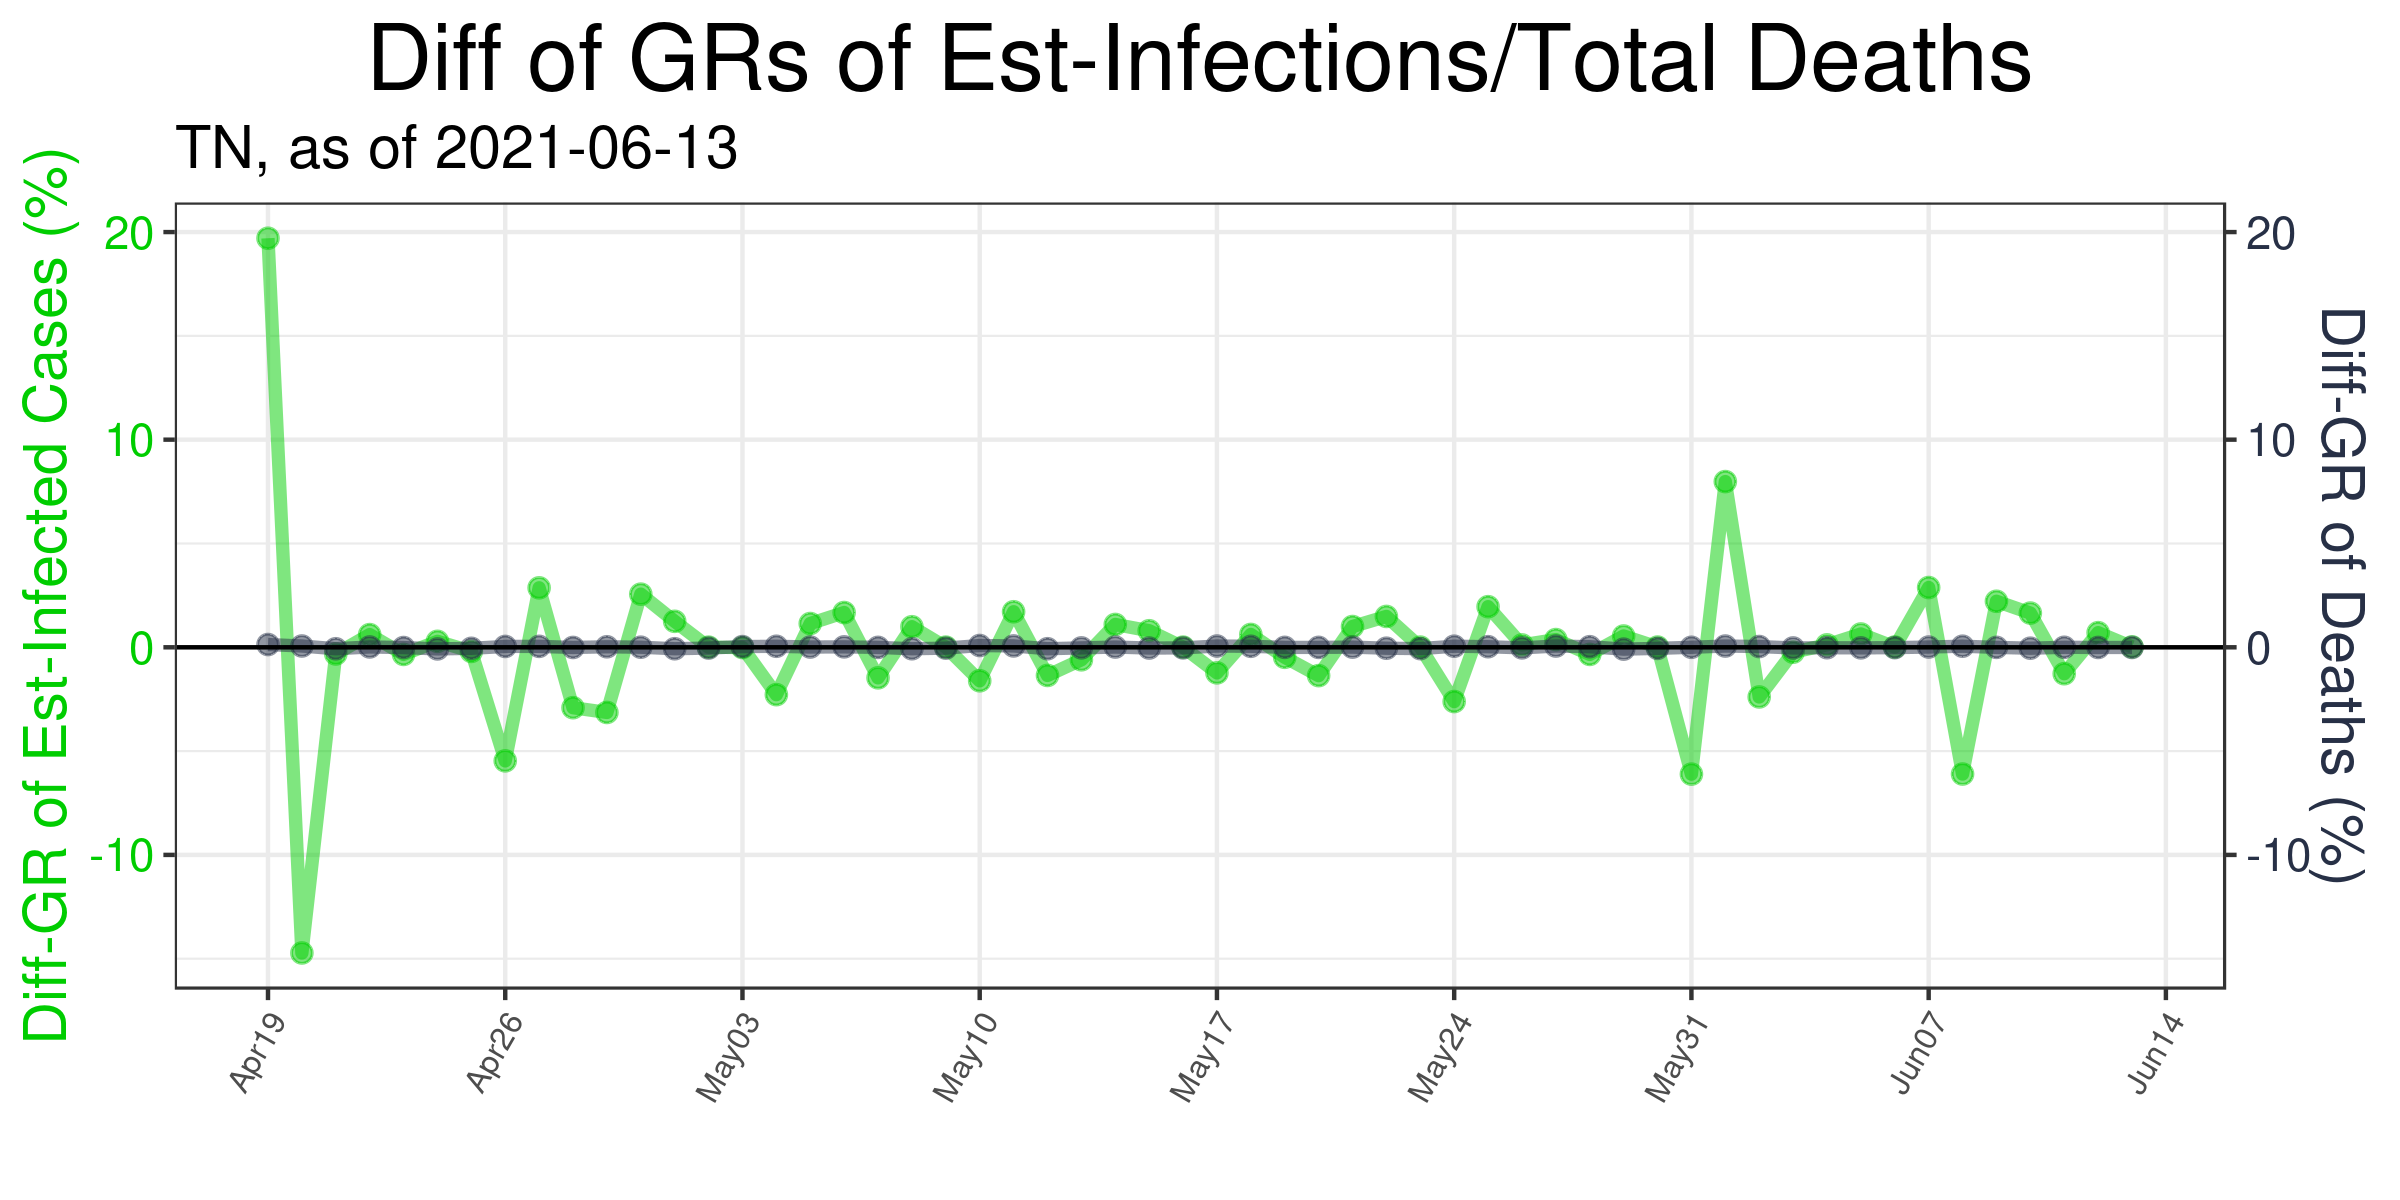 Diff of GRs of Est-Infections/Total Deaths
TN, as of 2021-06-13
Diff-GR of Est-Infected Cases (%)
20
10
0
-10
20
10
0
-10
Diff-GR of Deaths (%)
Apr19
Apr26
May03
May10
May17
May24
May31
Jun07
Jun14